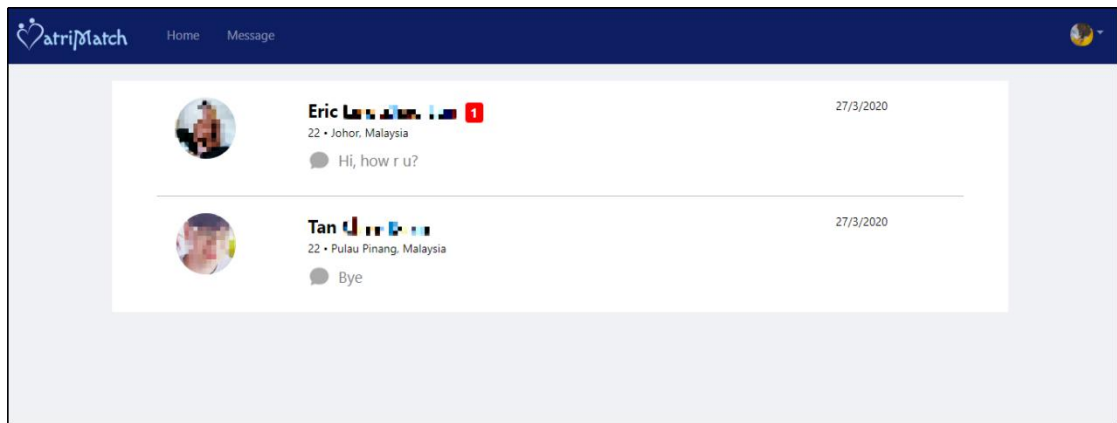 MatriMatch Home Message
Eric 1
27/3/2020
22 • Johor, Malaysia
Hi, how r u?
Tan
27/3/2020
22 • Pulau Pinang, Malaysia
Bye